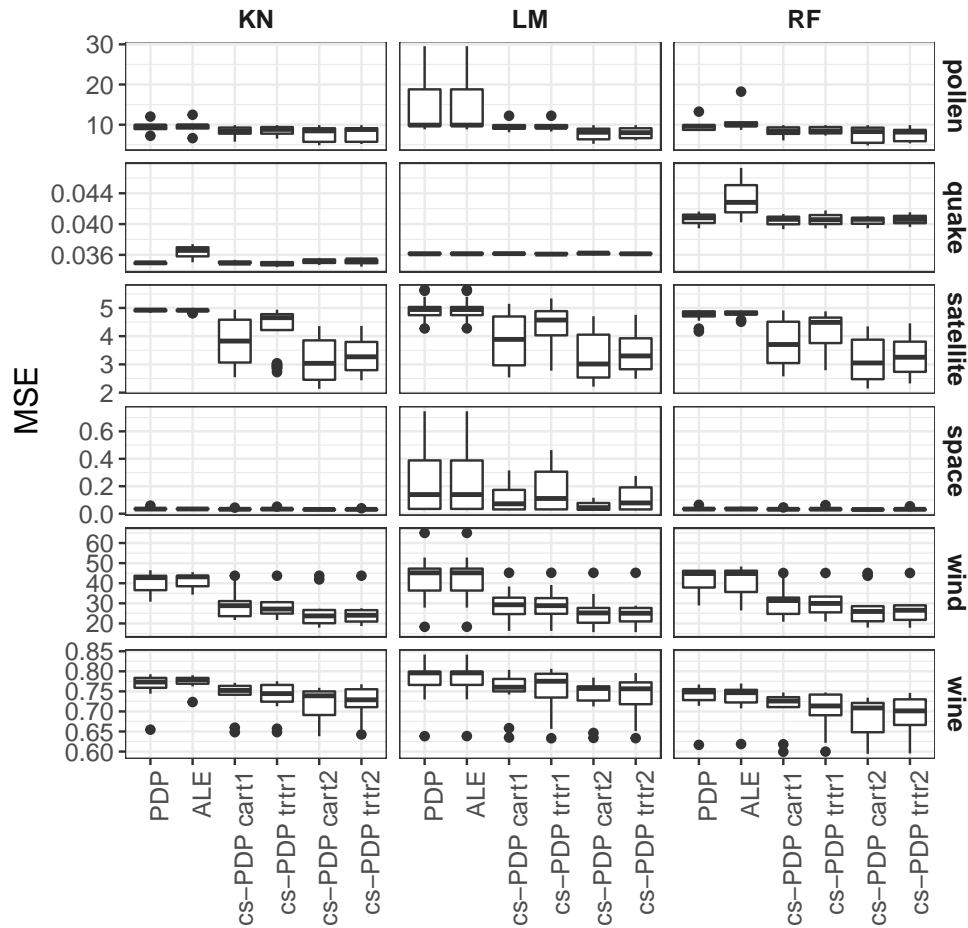 KN
LM
RF
MSE
30
20
10
pollen
0.044
0.040
0.036
quake
5
4
3
2
satellite
0.6
0.4
0.2
0.0
space
60
50
40
30
20
wind
0.85
0.80
0.75
0.70
0.65
0.60
wine
PDP
ALE
cs−PDP cart1
cs−PDP trtr1
cs−PDP cart2
cs−PDP trtr2
PDP
ALE
cs−PDP cart1
cs−PDP trtr1
cs−PDP cart2
cs−PDP trtr2
PDP
ALE
cs−PDP cart1
cs−PDP trtr1
cs−PDP cart2
cs−PDP trtr2